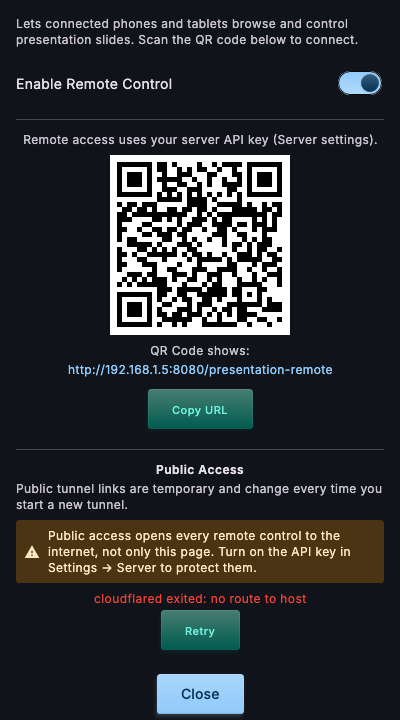 Lets connected phones and tablets browse and control
presentation slides. Scan the QR code below to connect.
Enable Remote Control
Remote access uses your server API key (Server settings).
QR Code shows:
http://192.168.1.5:8080/presentation-remote
Copy URL
Public Access
Public tunnel links are temporary and change every time you
start a new tunnel.
Public access opens every remote control to the
internet, not only this page. Turn on the API key in
Settings → Server to protect them.
cloudflared exited: no route to host
Retry
Close